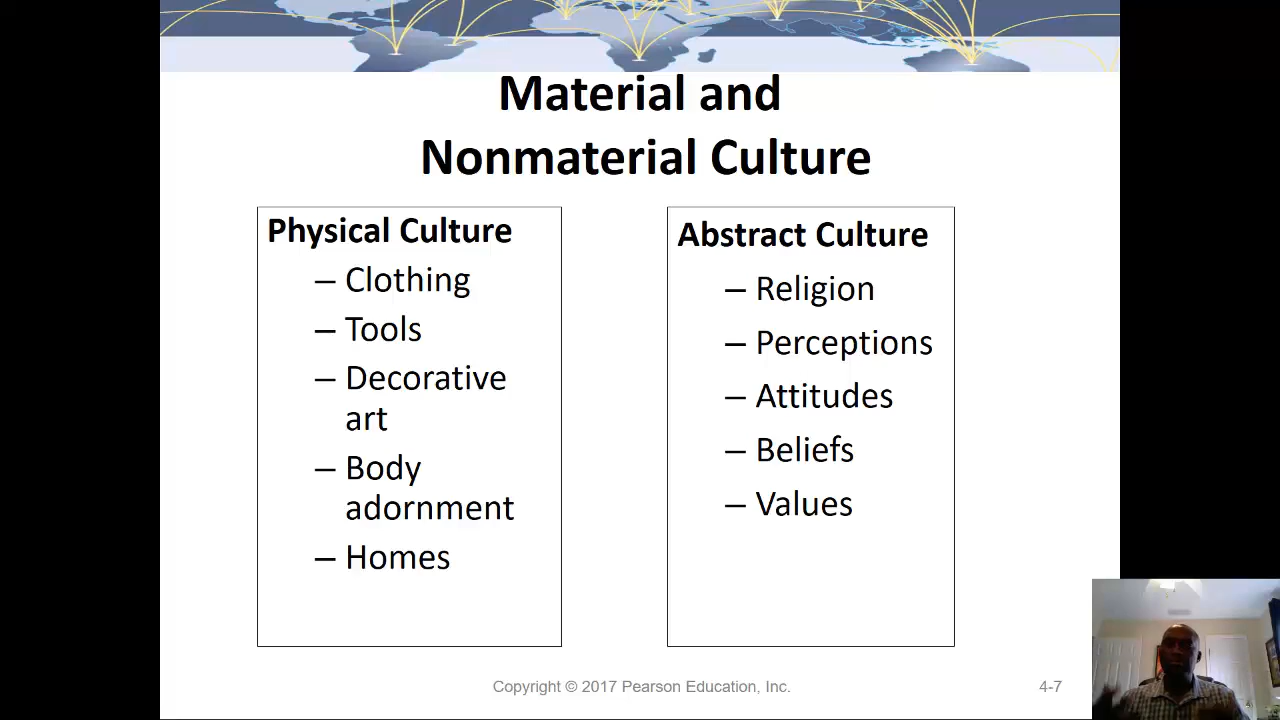 Material and
Nonmaterial Culture
Physical Culture
– Clothing
– Tools
– Decorative
art
– Body
adornment
– Homes
Abstract Culture
– Religion
– Perceptions
– Attitudes
– Beliefs
– Values
Copyright © 2017 Pearson Education, Inc.
4-7